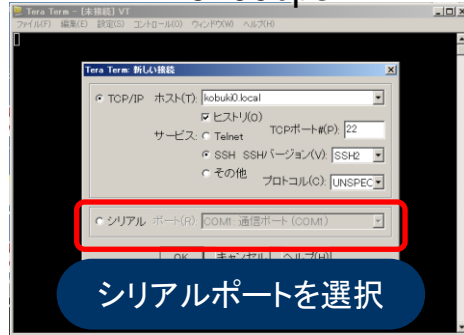 Tera Term - [未接続] VT
ファイル(F) 編集(E) 設定(S) コントロール(O) ウィンドウ(W) ヘルプ(H)
Tera Term: 新しい接続
TCP/IP ホスト(T): kobuki0.local
ヒストリ(O)
サービス: Telnet TCPポート#(P): 22
SSH SSHバージョン(V): SSH2
その他 プロトコル(C): UNSPEC
シリアル ポート(R): COM1: 通信ポート (COM1)
OK キャンセル ヘルプ(H)
シリアルポートを選択